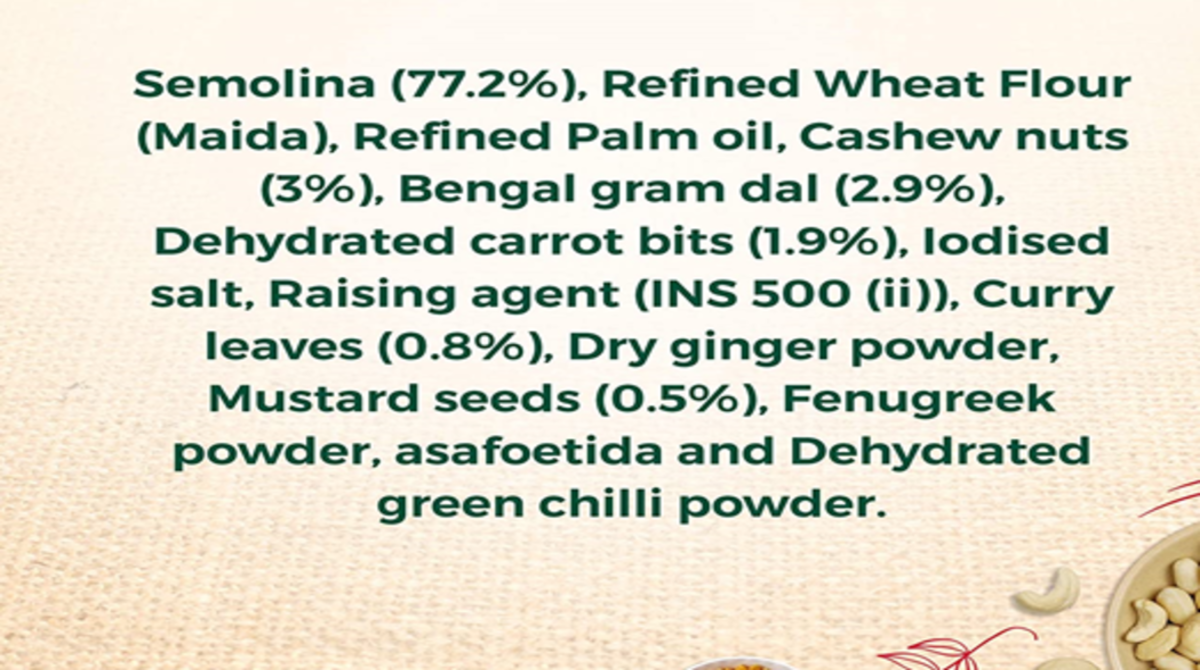 Semolina (77.2%), Refined Wheat Flour
(Maida), Refined Palm oil, Cashew nuts
(3%), Bengal gram dal (2.9%),
Dehydrated carrot bits (1.9%), Iodised
salt, Raising agent (INS 500 (ii)), Curry
leaves (0.8%), Dry ginger powder,
Mustard seeds (0.5%), Fenugreek
powder, asafoetida and Dehydrated
green chilli powder.